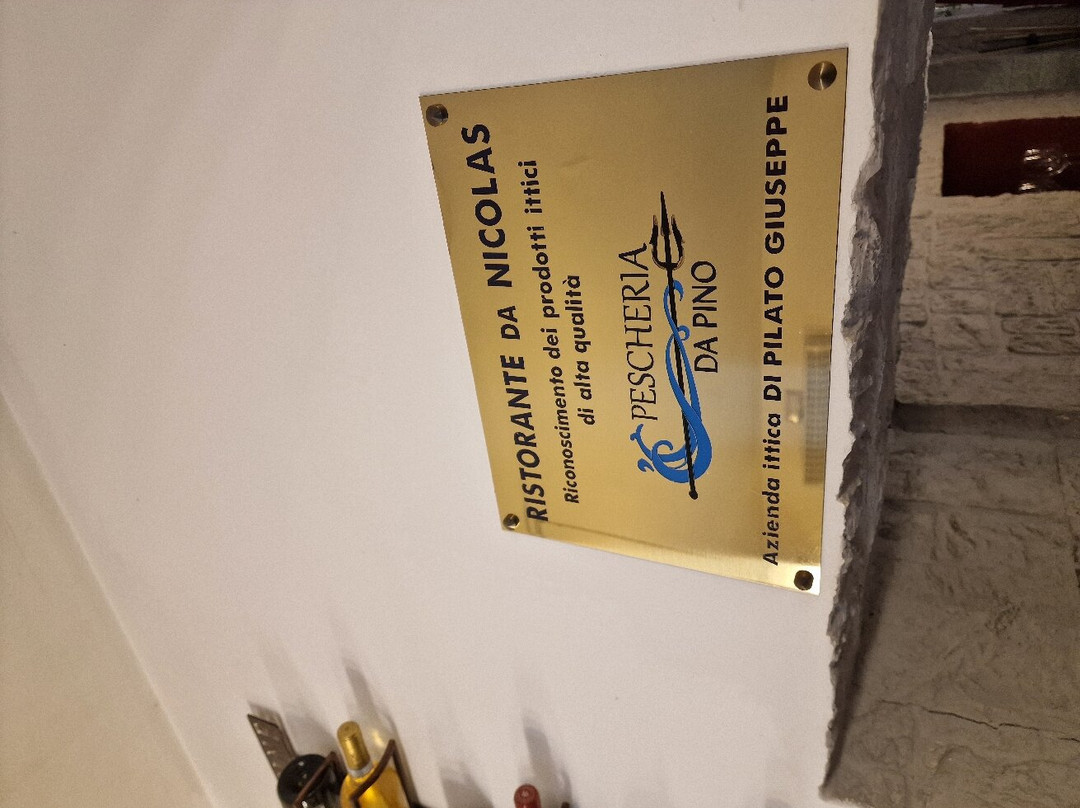 RISTORANTE DA NICOLAS
Riconoscimento dei prodotti ittici
di alta qualità
PESCHERIA
DA PINO
Azienda ittica DI PILATO GIUSEPPE